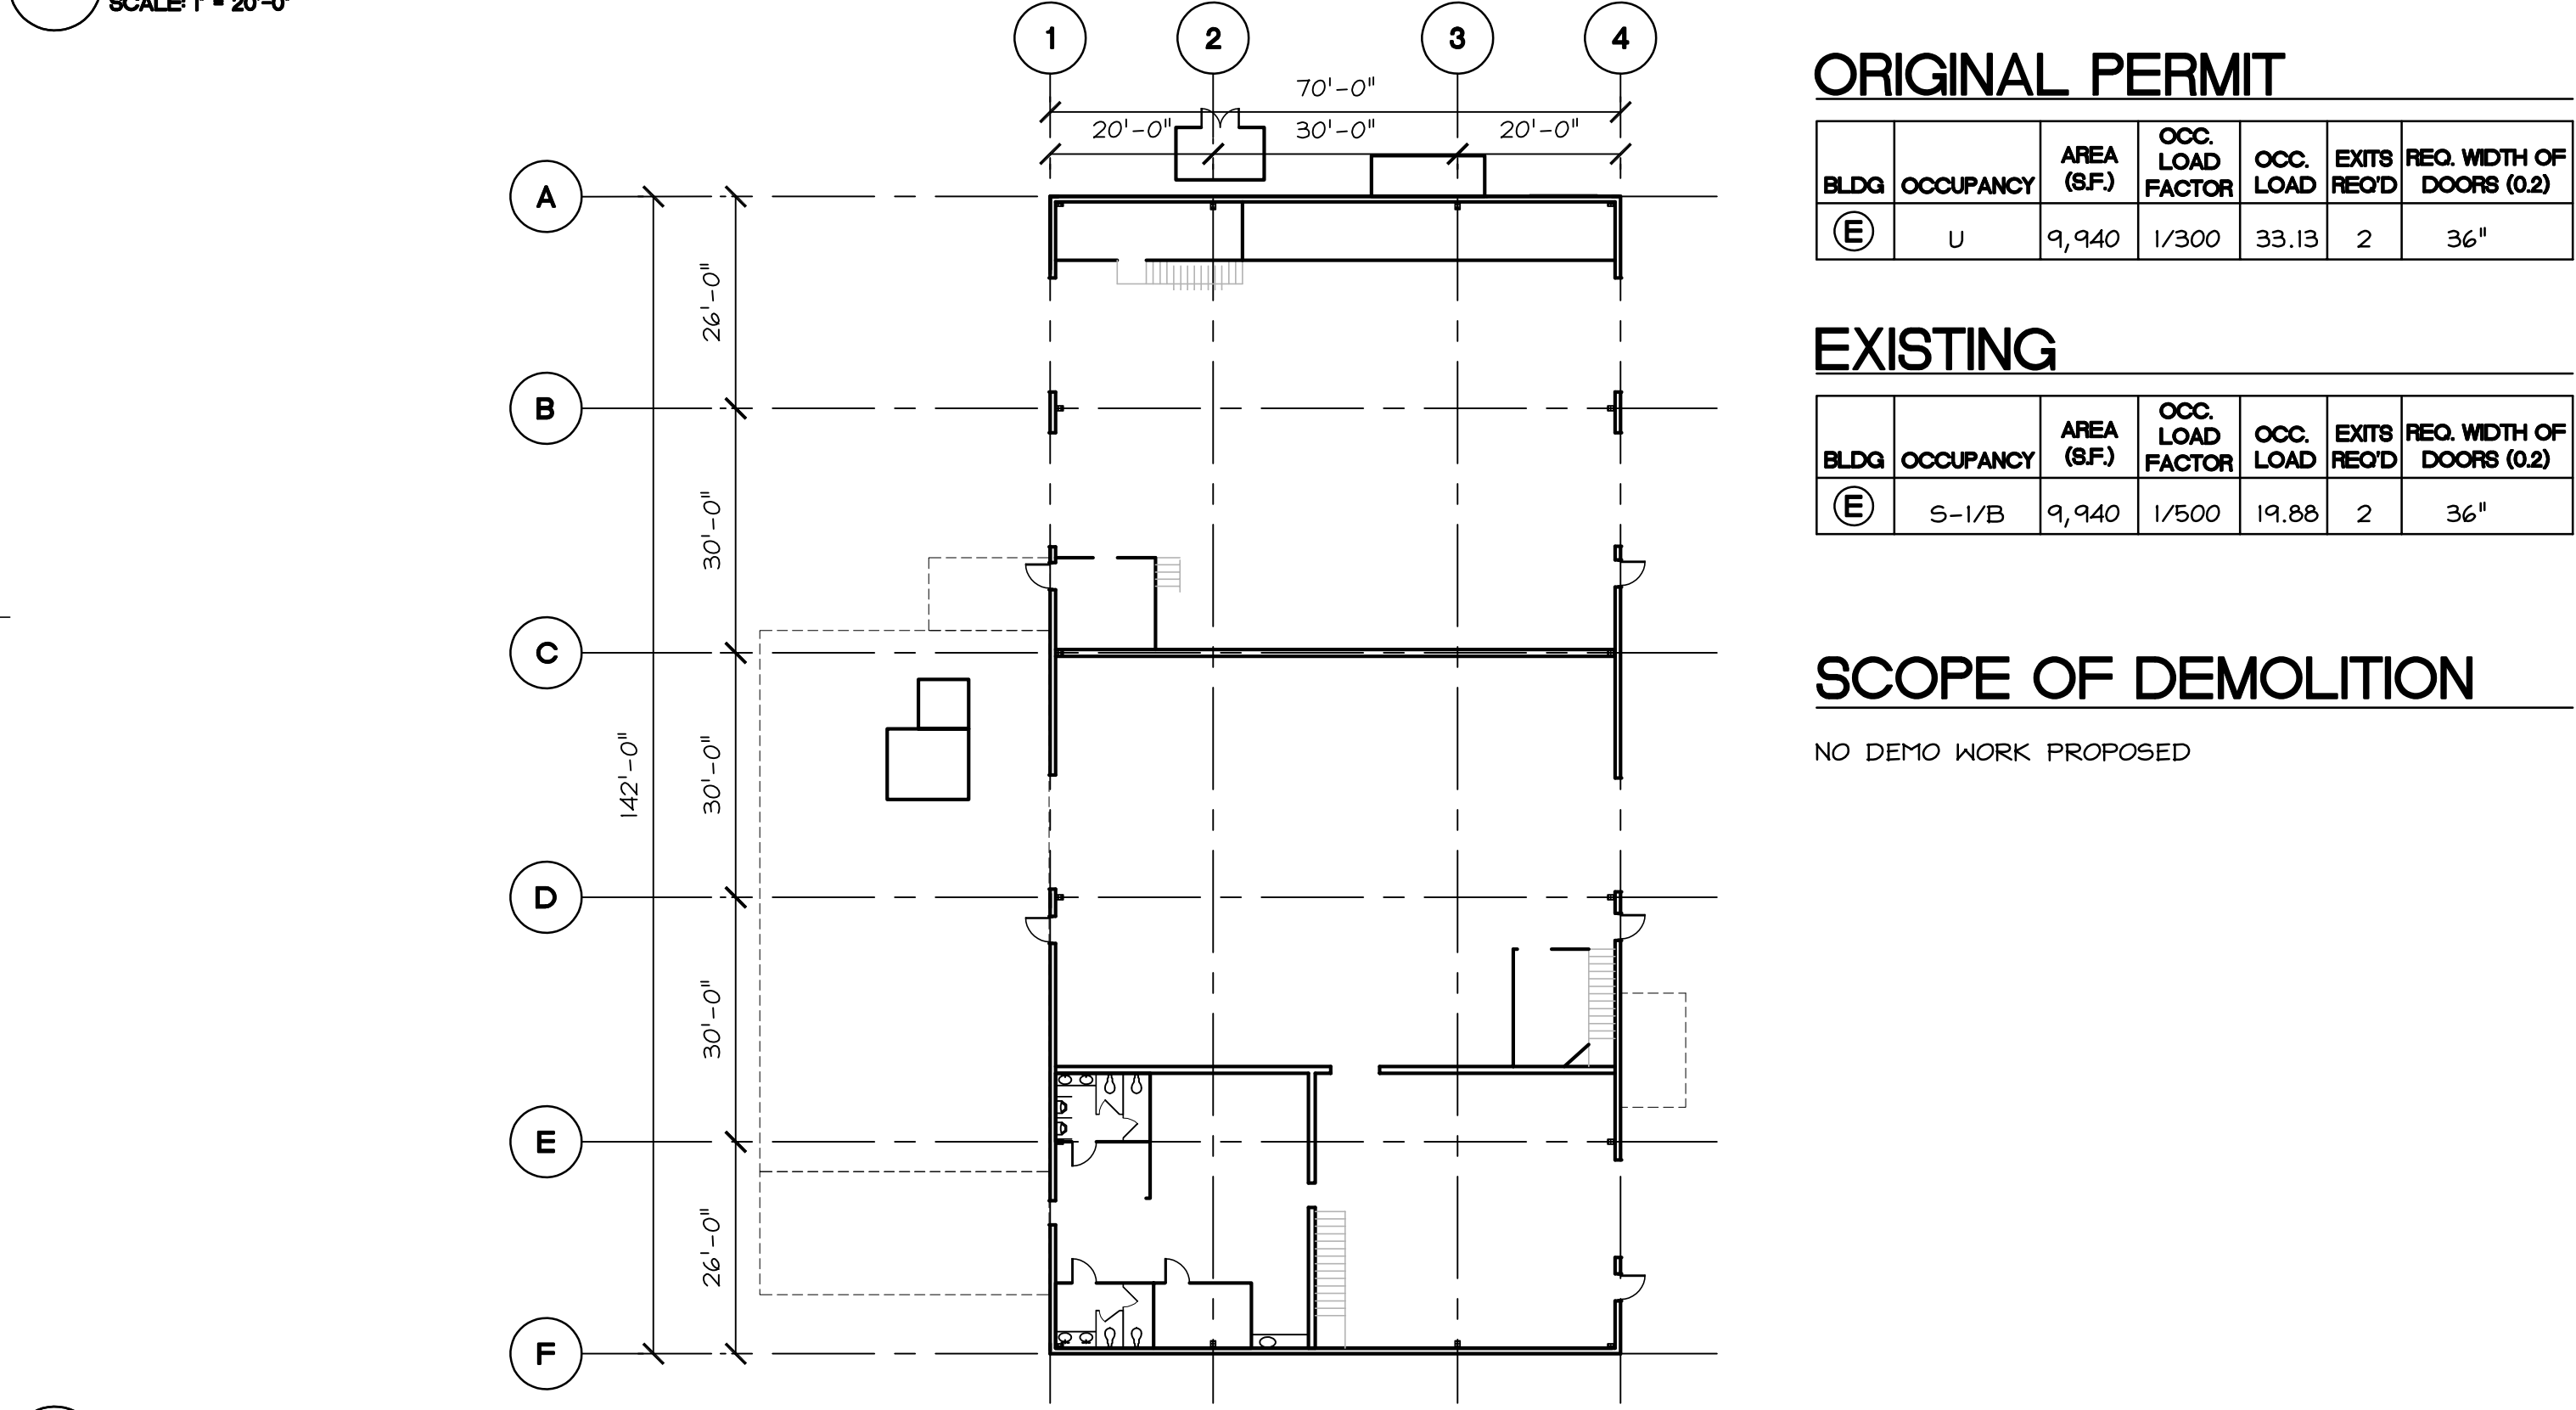 SCALE: 1" = 20'-0"
1 2 3 4
70'-0"
20'-0" 30'-0" 20'-0"
A
B
C
D
E
F
26'-0"
30'-0"
30'-0"
30'-0"
26'-0"
142'-0"
ORIGINAL PERMIT
BLDG OCCUPANCY AREA (S.F.) OCC. LOAD FACTOR OCC. LOAD EXITS REQ'D REQ. WIDTH OF DOORS (0.2)
E U 9,940 1/300 33.13 2 36"
EXISTING
BLDG OCCUPANCY AREA (S.F.) OCC. LOAD FACTOR OCC. LOAD EXITS REQ'D REQ. WIDTH OF DOORS (0.2)
E S-1/B 9,940 1/500 19.88 2 36"
SCOPE OF DEMOLITION
NO DEMO WORK PROPOSED